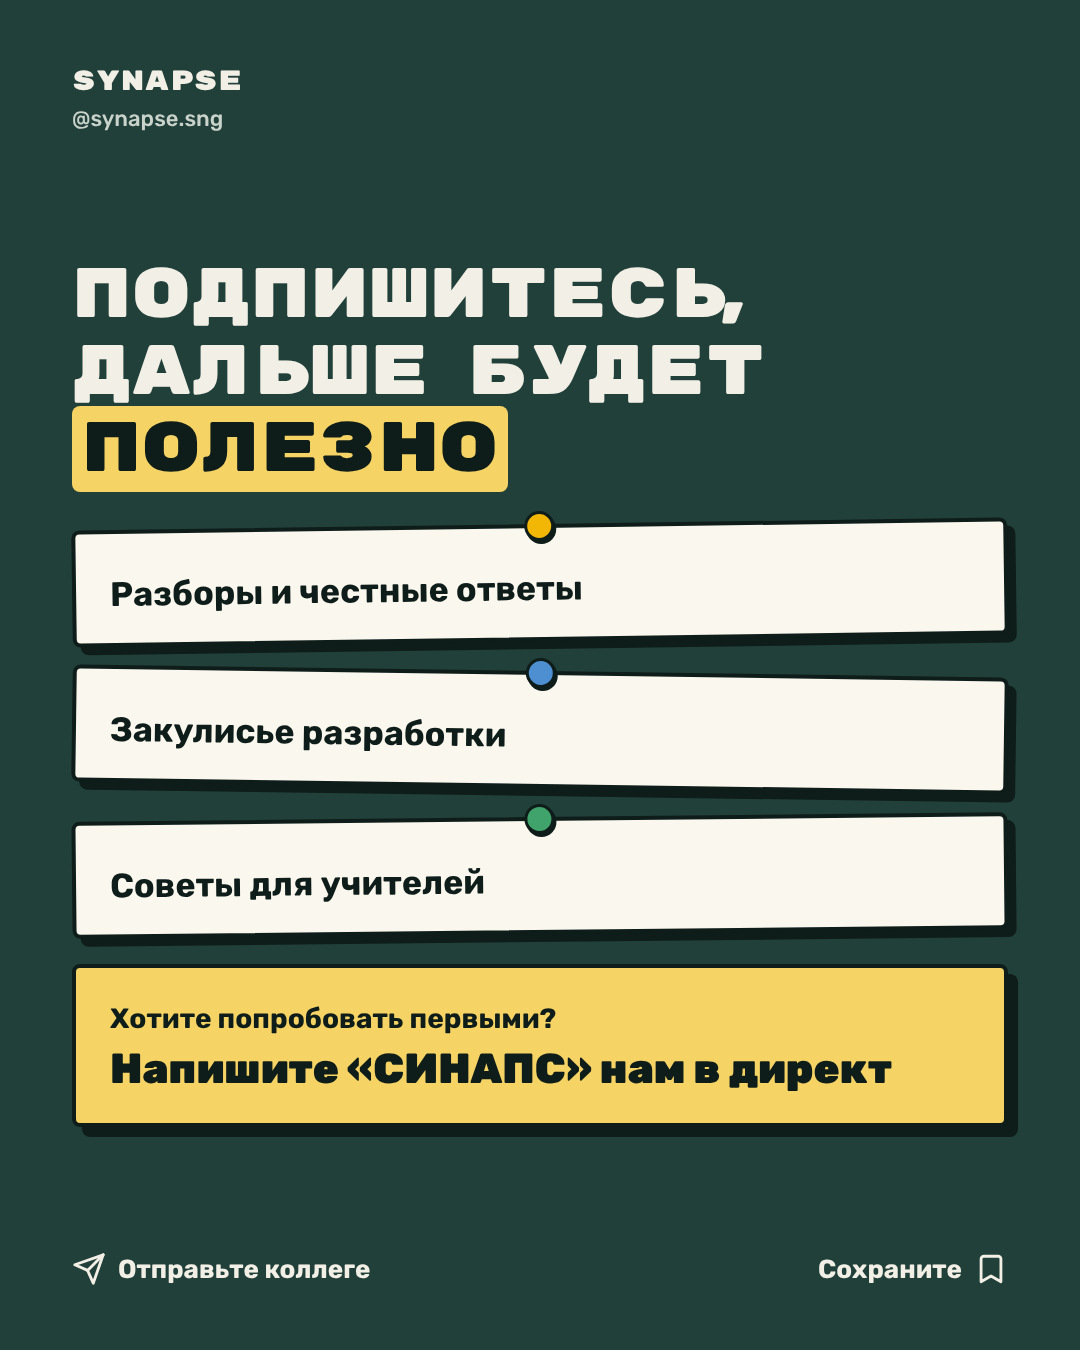 SYNAPSE
@synapse.sng
ПОДПИШИТЕСЬ,
ДАЛЬШЕ БУДЕТ
ПОЛЕЗНО
Разборы и честные ответы
Закулисье разработки
Советы для учителей
Хотите попробовать первыми?
Напишите «СИНАПС» нам в директ
Отправьте коллеге
Сохраните